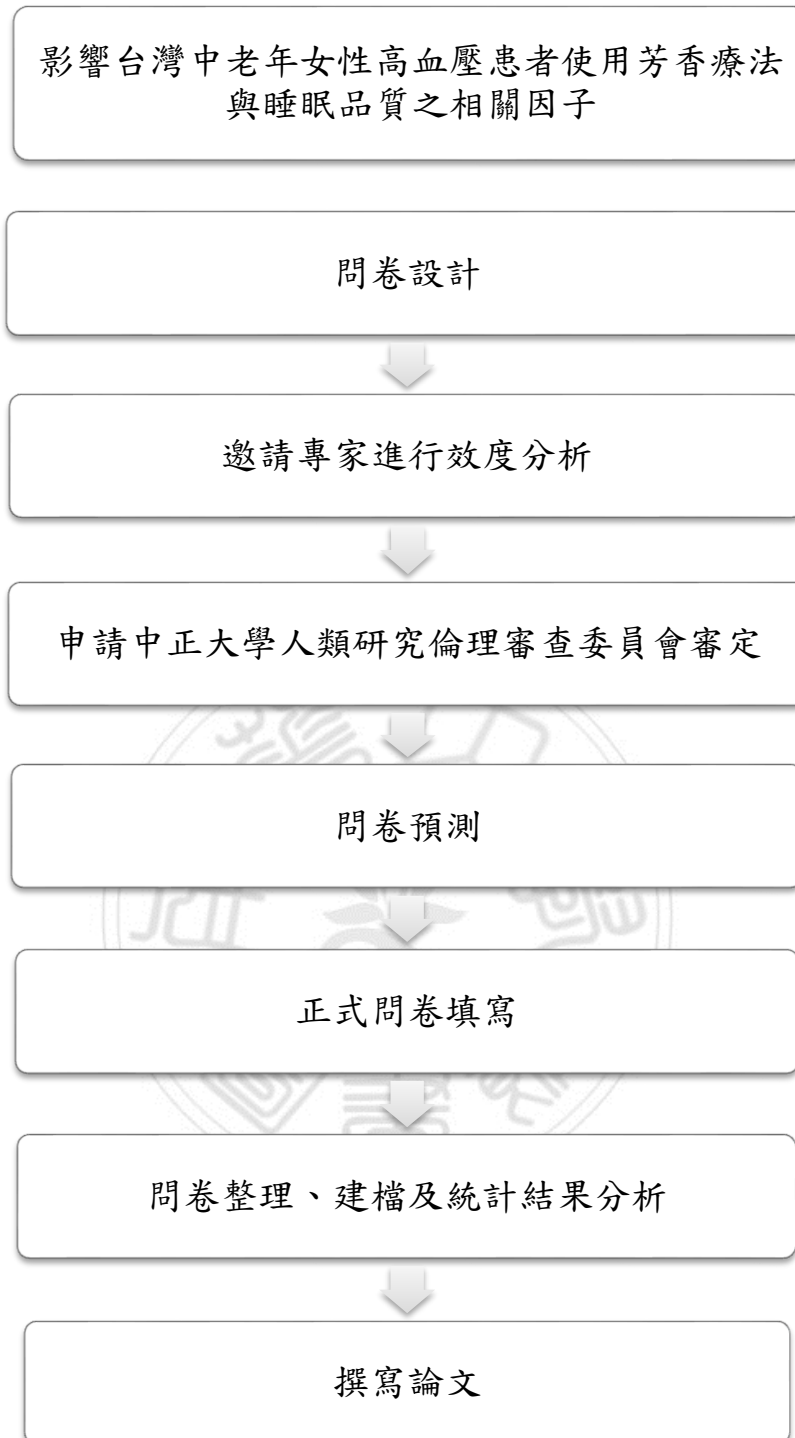 影響台灣中老年女性高血壓患者使用芳香療法
與睡眠品質之相關因子
問卷設計
邀請專家進行效度分析
申請中正大學人類研究倫理審查委員會審定
問卷預測
正式問卷填寫
問卷整理、建檔及統計結果分析
撰寫論文